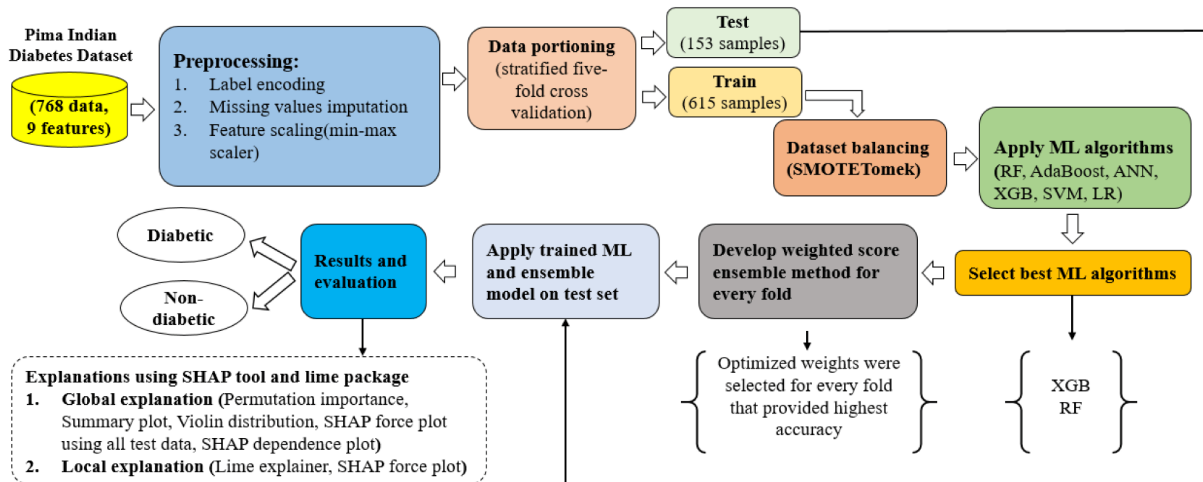 Pima Indian
Diabetes Dataset
(768 data,
9 features)
Preprocessing:
1. Label encoding
2. Missing values imputation
3. Feature scaling(min-max
scaler)
Data portioning
(stratified five-
fold cross
validation)
Test
(153 samples)
Train
(615 samples)
Dataset balancing
(SMOTETomek)
Apply ML algorithms
(RF, AdaBoost, ANN,
XGB, SVM, LR)
Select best ML algorithms
XGB
RF
Develop weighted score
ensemble method for
every fold
Optimized weights were
selected for every fold
that provided highest
accuracy
Apply trained ML
and ensemble
model on test set
Results and
evaluation
Diabetic
Non-
diabetic
Explanations using SHAP tool and lime package
1. Global explanation (Permutation importance,
Summary plot, Violin distribution, SHAP force plot
using all test data, SHAP dependence plot)
2. Local explanation (Lime explainer, SHAP force plot)